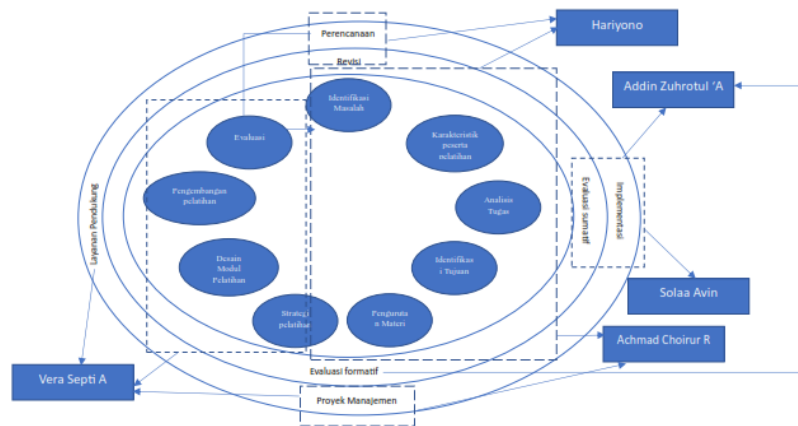 Perencanaan
Hariyono
Revisi
Identifikasi
Masalah
Addin Zuhrotul 'A
Evaluasi
Karakteristik
peserta
pelatihan
Pengembangan
pelatihan
Analisis
Tugas
Layanan Pendukung
Evaluasi sumatif
Implementasi
Desain
Modul
Pelatihan
Identifikas
i Tujuan
Solaa Avin
Strategi
pelatihan
Pengurata
n Materi
Achmad Choirur R
Evaluasi formatif
Vera Septi A
Proyek Manajemen